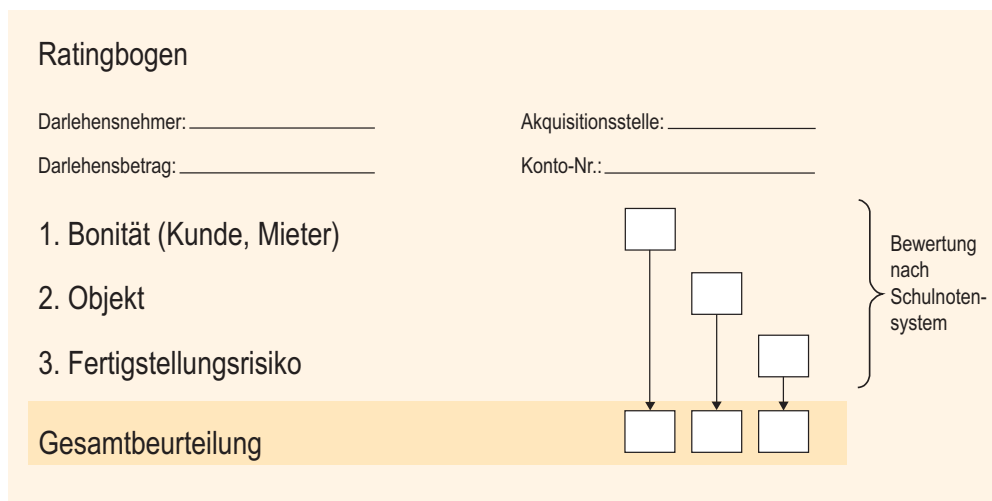 Ratingbogen
Darlehensnehmer:
Akquisitionsstelle:
Darlehensbetrag:
Konto-Nr.:
1. Bonität (Kunde, Mieter)
2. Objekt
3. Fertigstellungsrisiko
Bewertung
nach
Schulnoten-
system
Gesamtbeurteilung